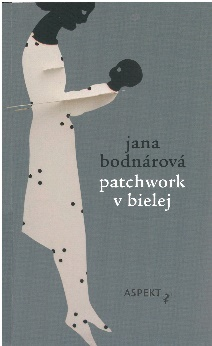 jana
bodnárová
patchwork
v bielej
ASPEKT